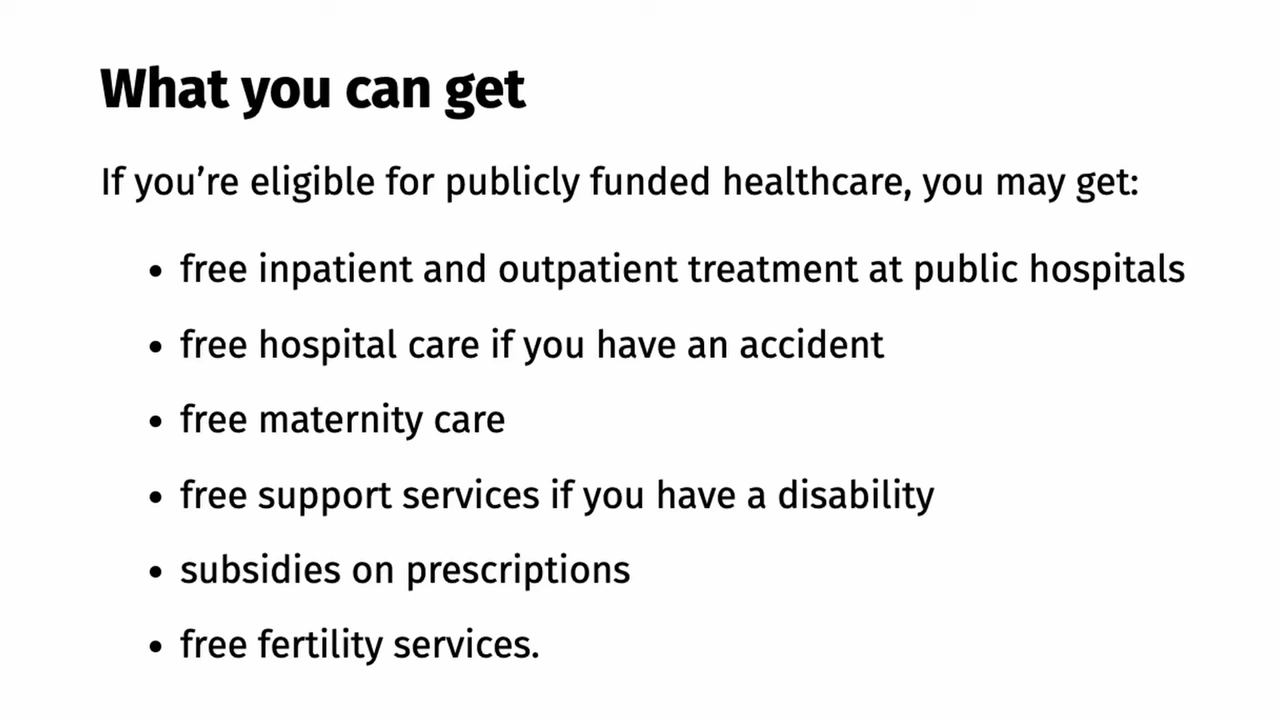 What you can get
If you’re eligible for publicly funded healthcare, you may get:
• free inpatient and outpatient treatment at public hospitals
• free hospital care if you have an accident
• free maternity care
• free support services if you have a disability
• subsidies on prescriptions
• free fertility services.